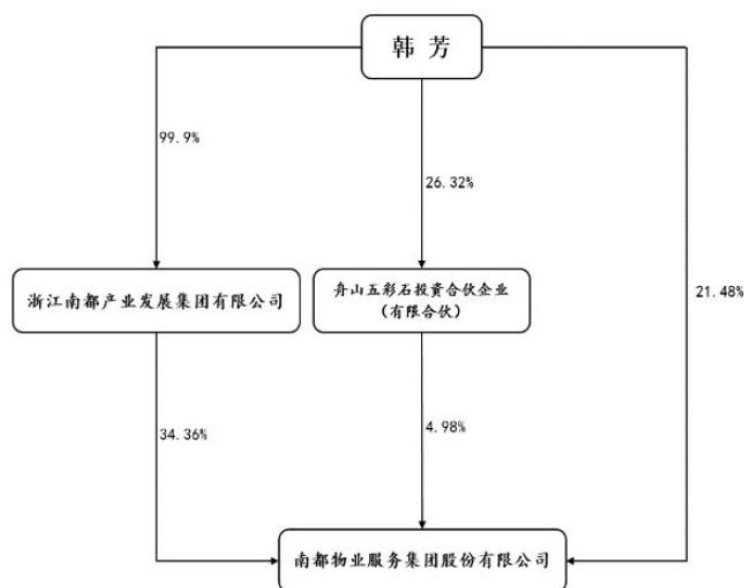 韩 芳
99.9%
26.32%
21.48%
浙江南都产业发展集团有限公司
舟山五彩石投资合伙企业
（有限合伙）
34.36%
4.98%
南都物业服务集团股份有限公司